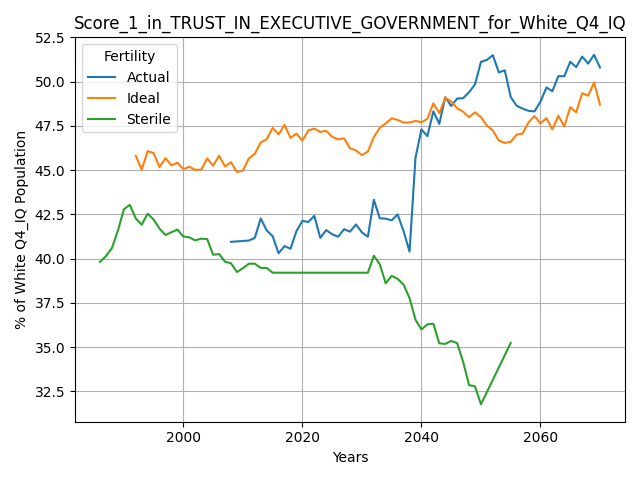 Score_1_in_TRUST_IN_EXECUTIVE_GOVERNMENT_for_White_Q4_IQ
52.5
50.0
47.5
45.0
42.5
40.0
37.5
35.0
32.5
% of White Q4_IQ Population
Fertility
Actual
Ideal
Sterile
2000
2020
2040
2060
Years